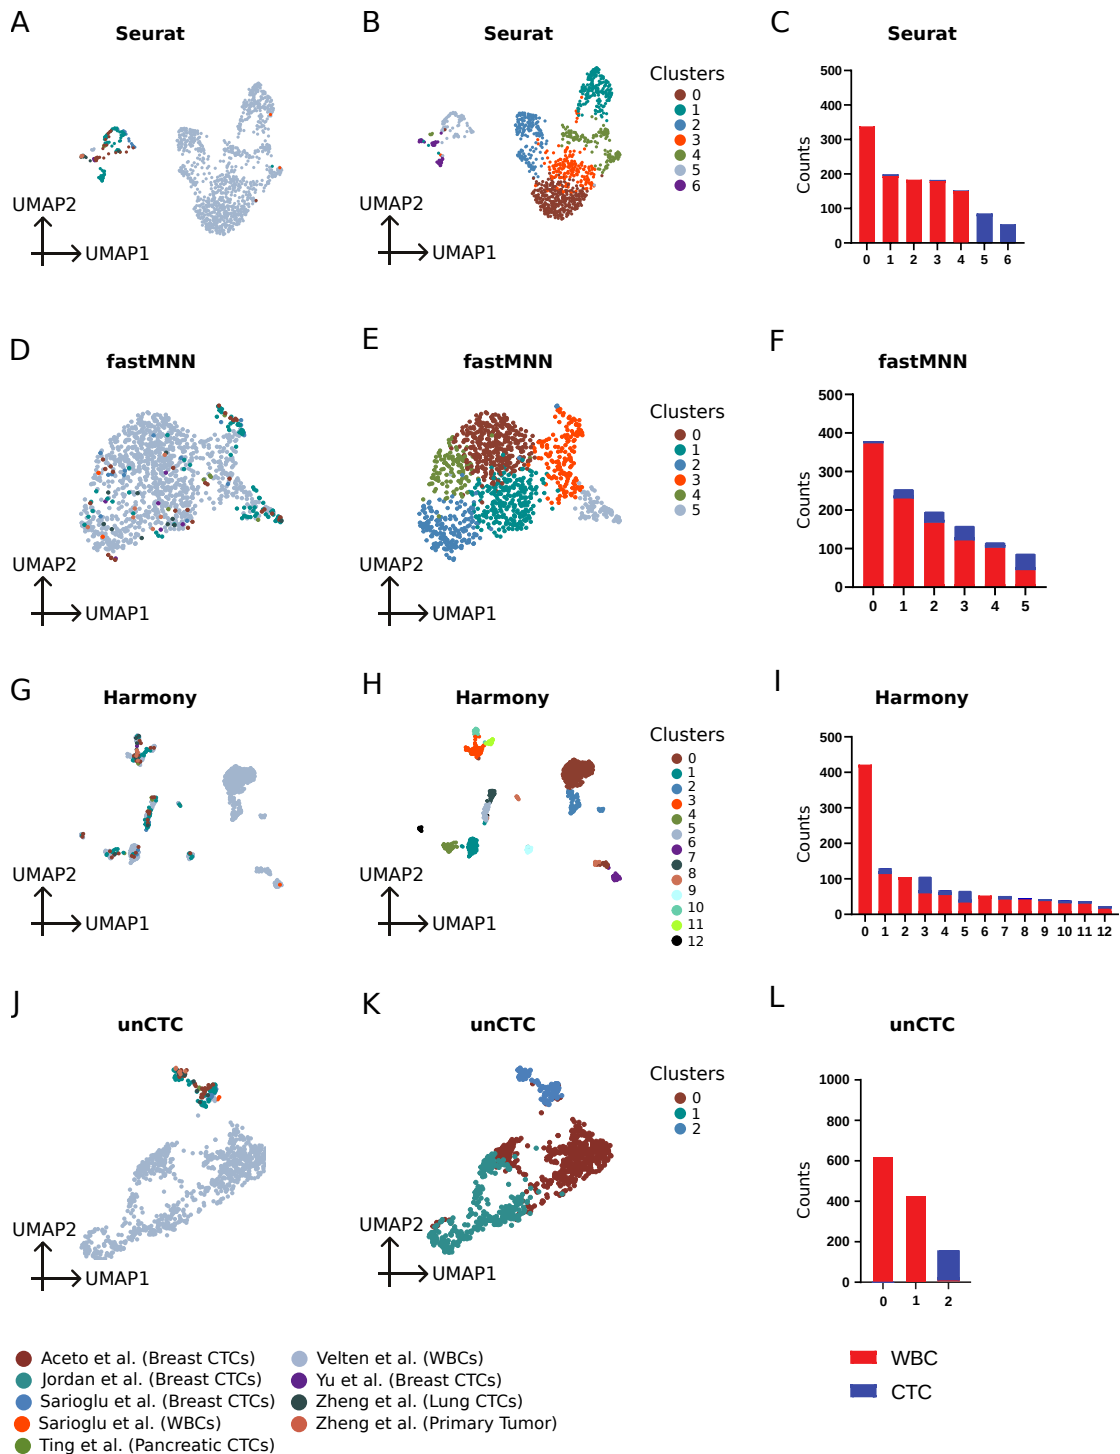 A
Seurat
UMAP2
UMAP1
B
Seurat
UMAP2
UMAP1
Clusters
0
1
2
3
4
5
6
C
Seurat
Counts
500
400
300
200
100
0
0 1 2 3 4 5 6
D
fastMNN
UMAP2
UMAP1
E
fastMNN
UMAP2
UMAP1
Clusters
0
1
2
3
4
5
F
fastMNN
Counts
500
400
300
200
100
0
0 1 2 3 4 5
G
Harmony
UMAP2
UMAP1
H
Harmony
UMAP2
UMAP1
Clusters
0
1
2
3
4
5
6
7
8
9
10
11
12
I
Harmony
Counts
500
400
300
200
100
0
0 1 2 3 4 5 6 7 8 9 10 11 12
J
unCTC
UMAP2
UMAP1
K
unCTC
UMAP2
UMAP1
Clusters
0
1
2
L
unCTC
Counts
1000
800
600
400
200
0
0 1 2
Aceto et al. (Breast CTCs)
Jordan et al. (Breast CTCs)
Sarioglu et al. (Breast CTCs)
Sarioglu et al. (WBCs)
Ting et al. (Pancreatic CTCs)
Velten et al. (WBCs)
Yu et al. (Breast CTCs)
Zheng et al. (Lung CTCs)
Zheng et al. (Primary Tumor)
WBC
CTC